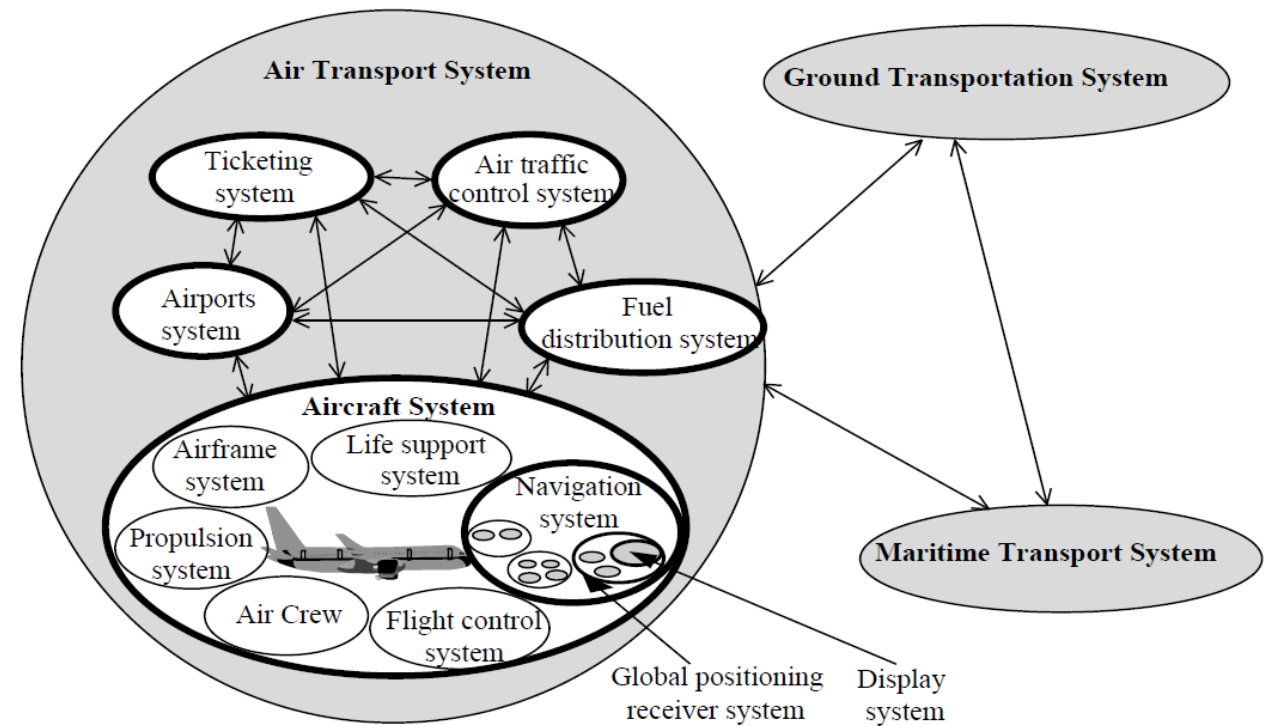 Air Transport System
Ground Transportation System
Ticketing
system
Air traffic
control system
Airports
system
Fuel
distribution system
Aircraft System
Airframe
system
Life support
system
Navigation
system
Propulsion
system
Air Crew
Flight control
system
Maritime Transport System
Global positioning
receiver system
Display
system